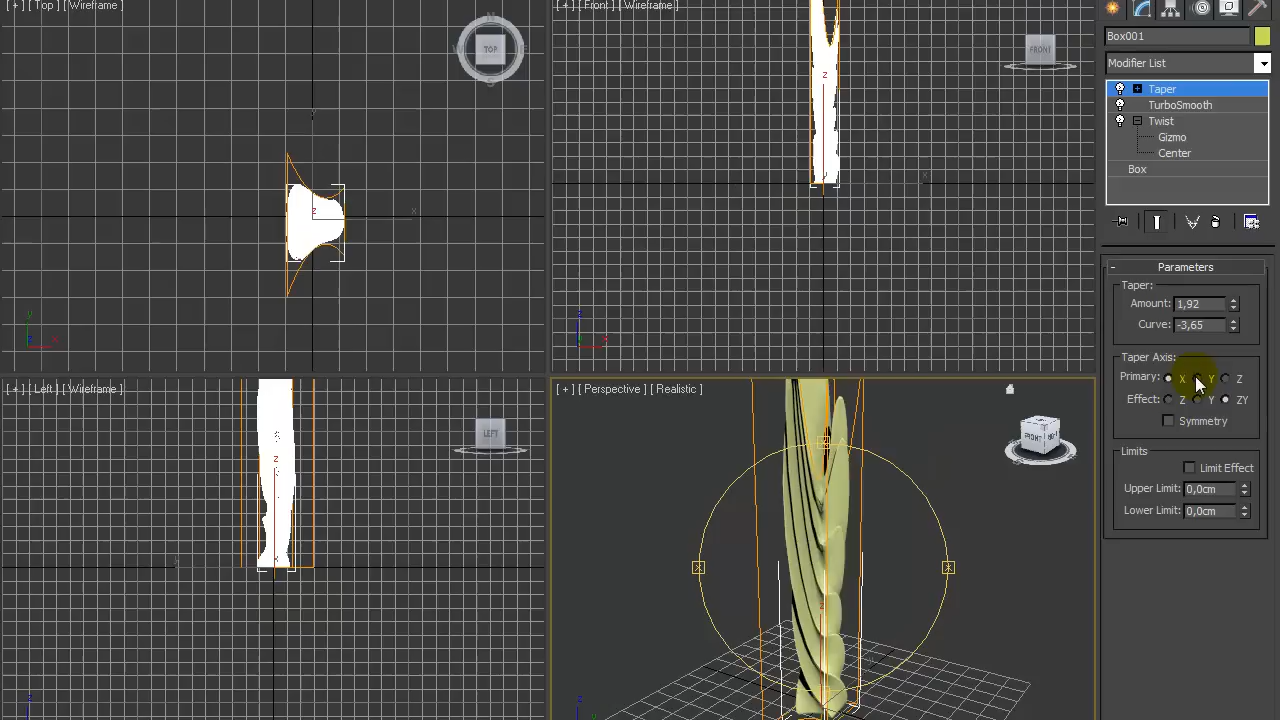 [ + ] [ Top ] [ Wireframe ]
N
TOP
S
y
z
x
y
z
x
[ + ] [ Front ] [ Wireframe ]
FRONT
z
x
z
x
[ + ] [ Left ] [ Wireframe ]
LEFT
z
y
z
[ + ] [ Perspective ] [ Realistic ]
FRONT
z
z
Box001
Modifier List
Taper
TurboSmooth
Twist
Gizmo
Center
Box
Parameters
Taper:
Amount: 1,92
Curve: -3,65
Taper Axis:
Primary: X Y Z
Effect: Z Y ZY
Symmetry
Limits
Limit Effect
Upper Limit: 0,0cm
Lower Limit: 0,0cm